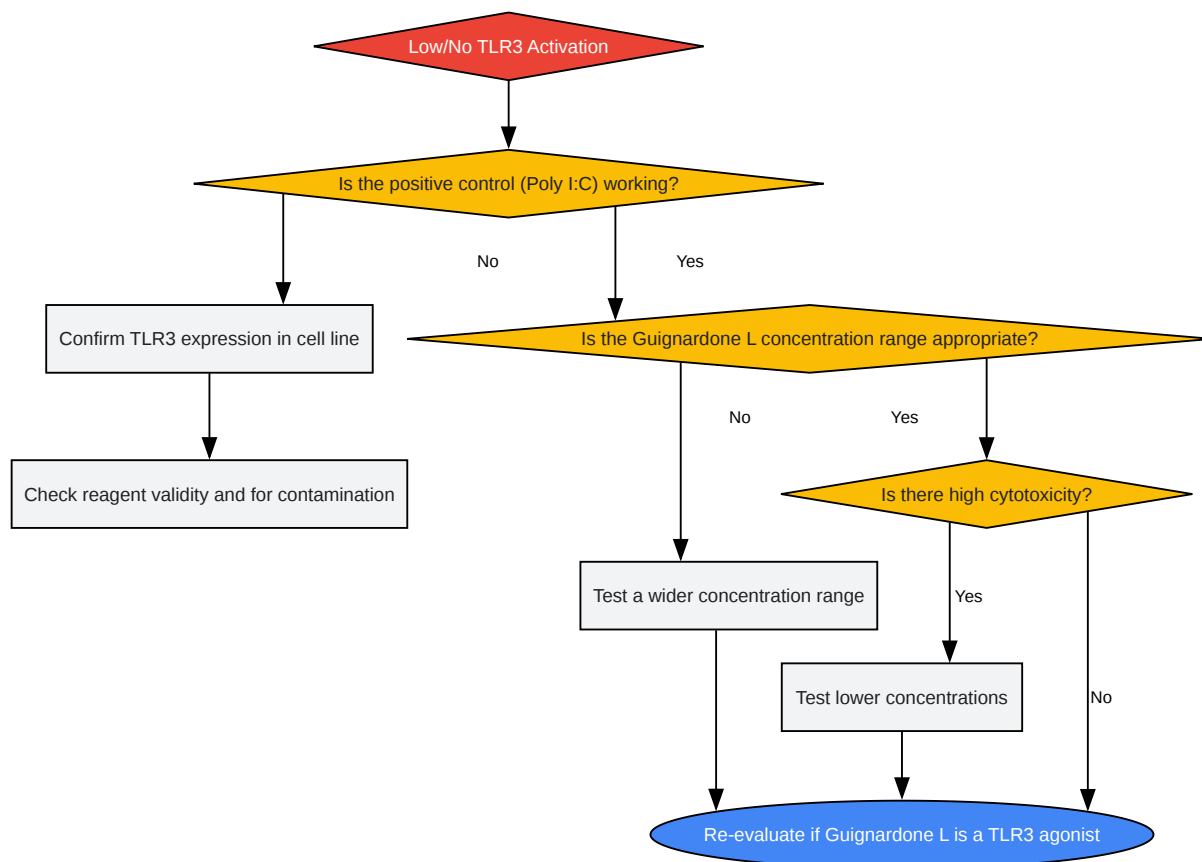 Low/No TLR3 Activation
Is the positive control (Poly I:C) working?
No
Yes
Confirm TLR3 expression in cell line
Is the Guignardone L concentration range appropriate?
No
Yes
Check reagent validity and for contamination
Is there high cytotoxicity?
Test a wider concentration range
Yes
Test lower concentrations
No
Re-evaluate if Guignardone L is a TLR3 agonist